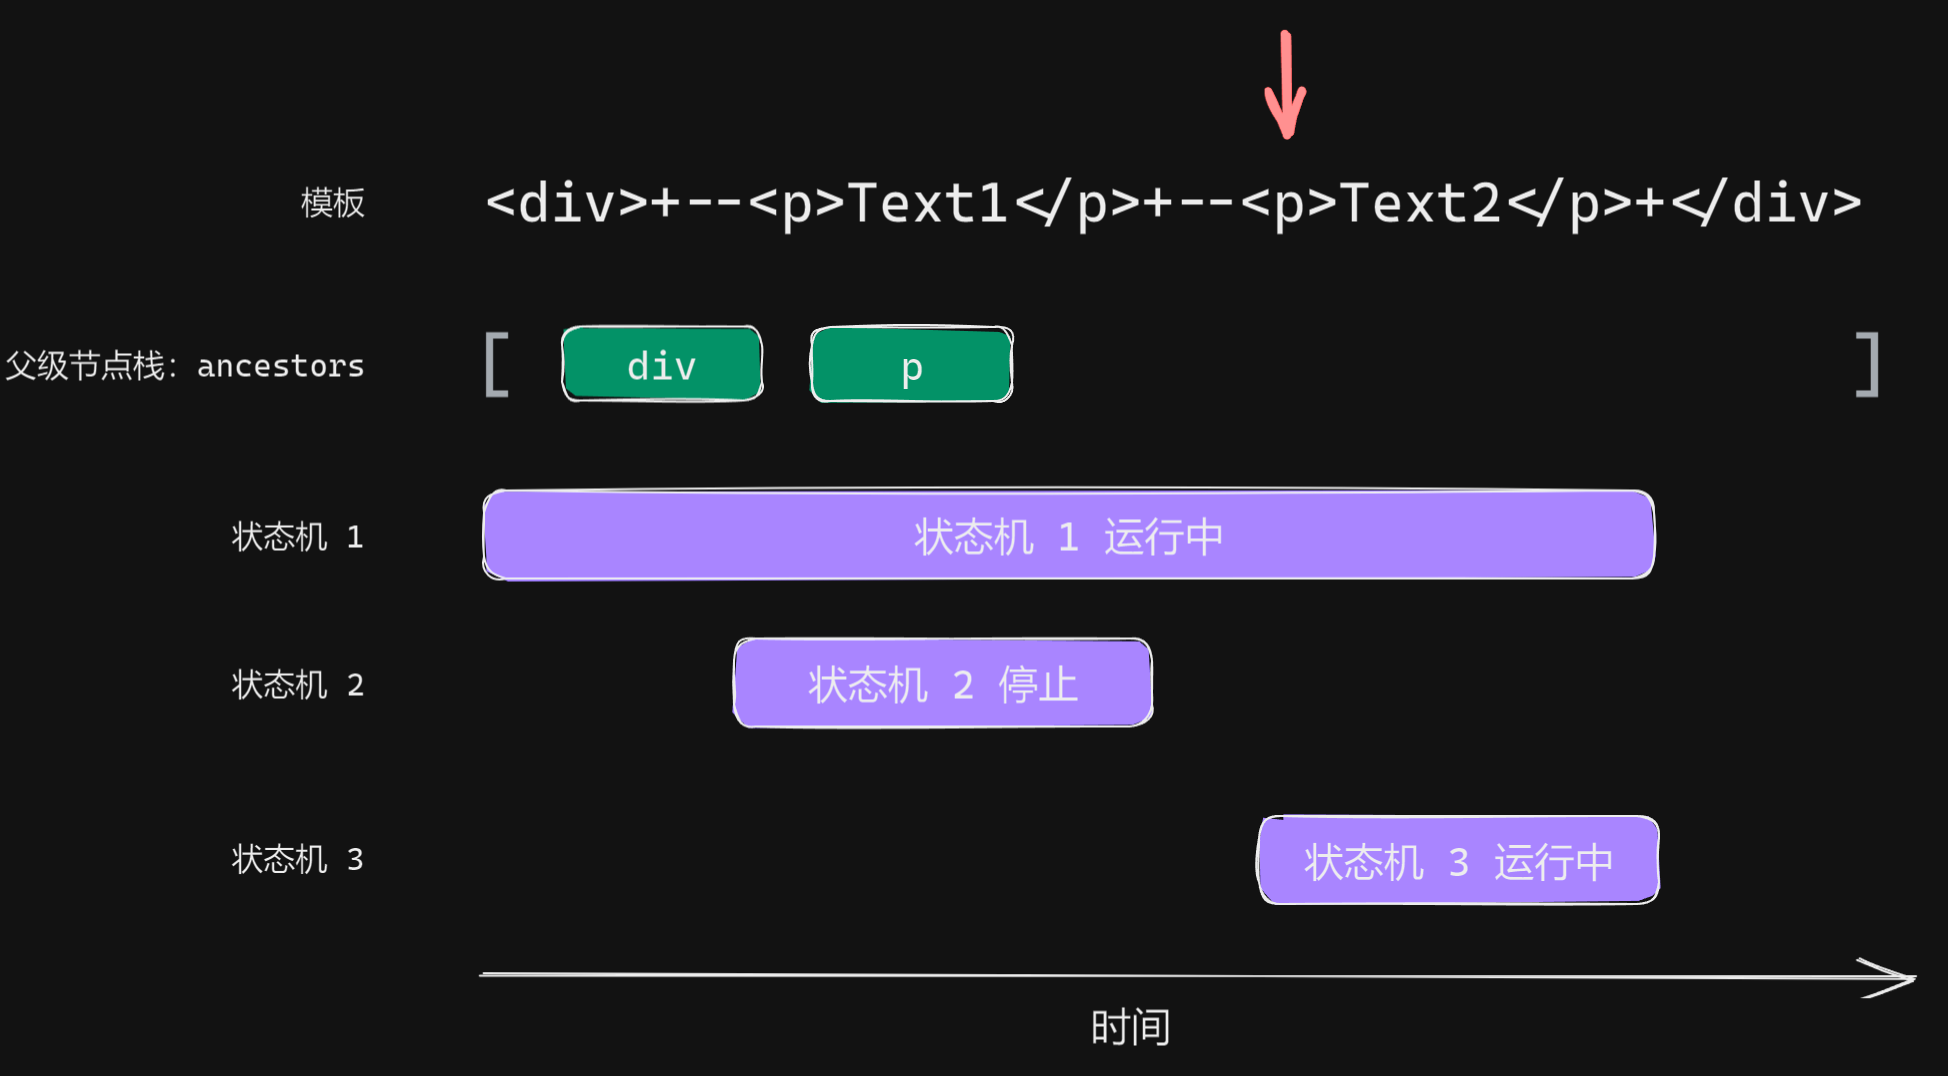 模板 <div>+--<p>Text1</p>+--<p>Text2</p>+</div>
父级节点栈：ancestors [ div p ]
状态机 1 状态机 1 运行中
状态机 2 状态机 2 停止
状态机 3 状态机 3 运行中
时间